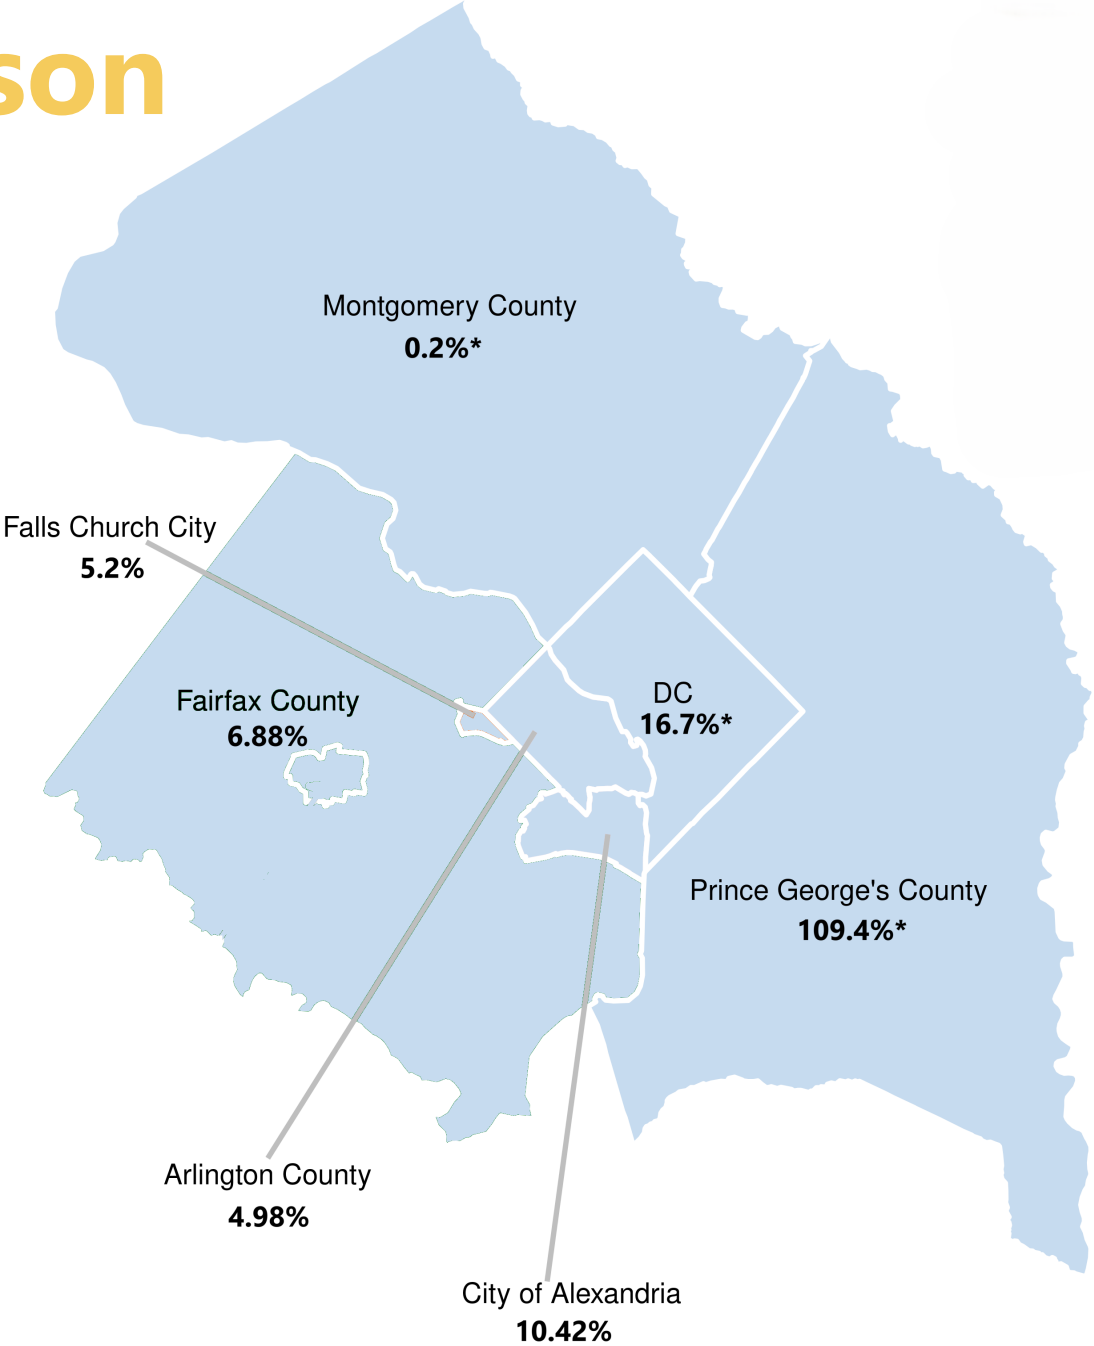 son
Montgomery County
0.2%*
Falls Church City
5.2%
Fairfax County
6.88%
DC
16.7%*
Prince George's County
109.4%*
Arlington County
4.98%
City of Alexandria
10.42%